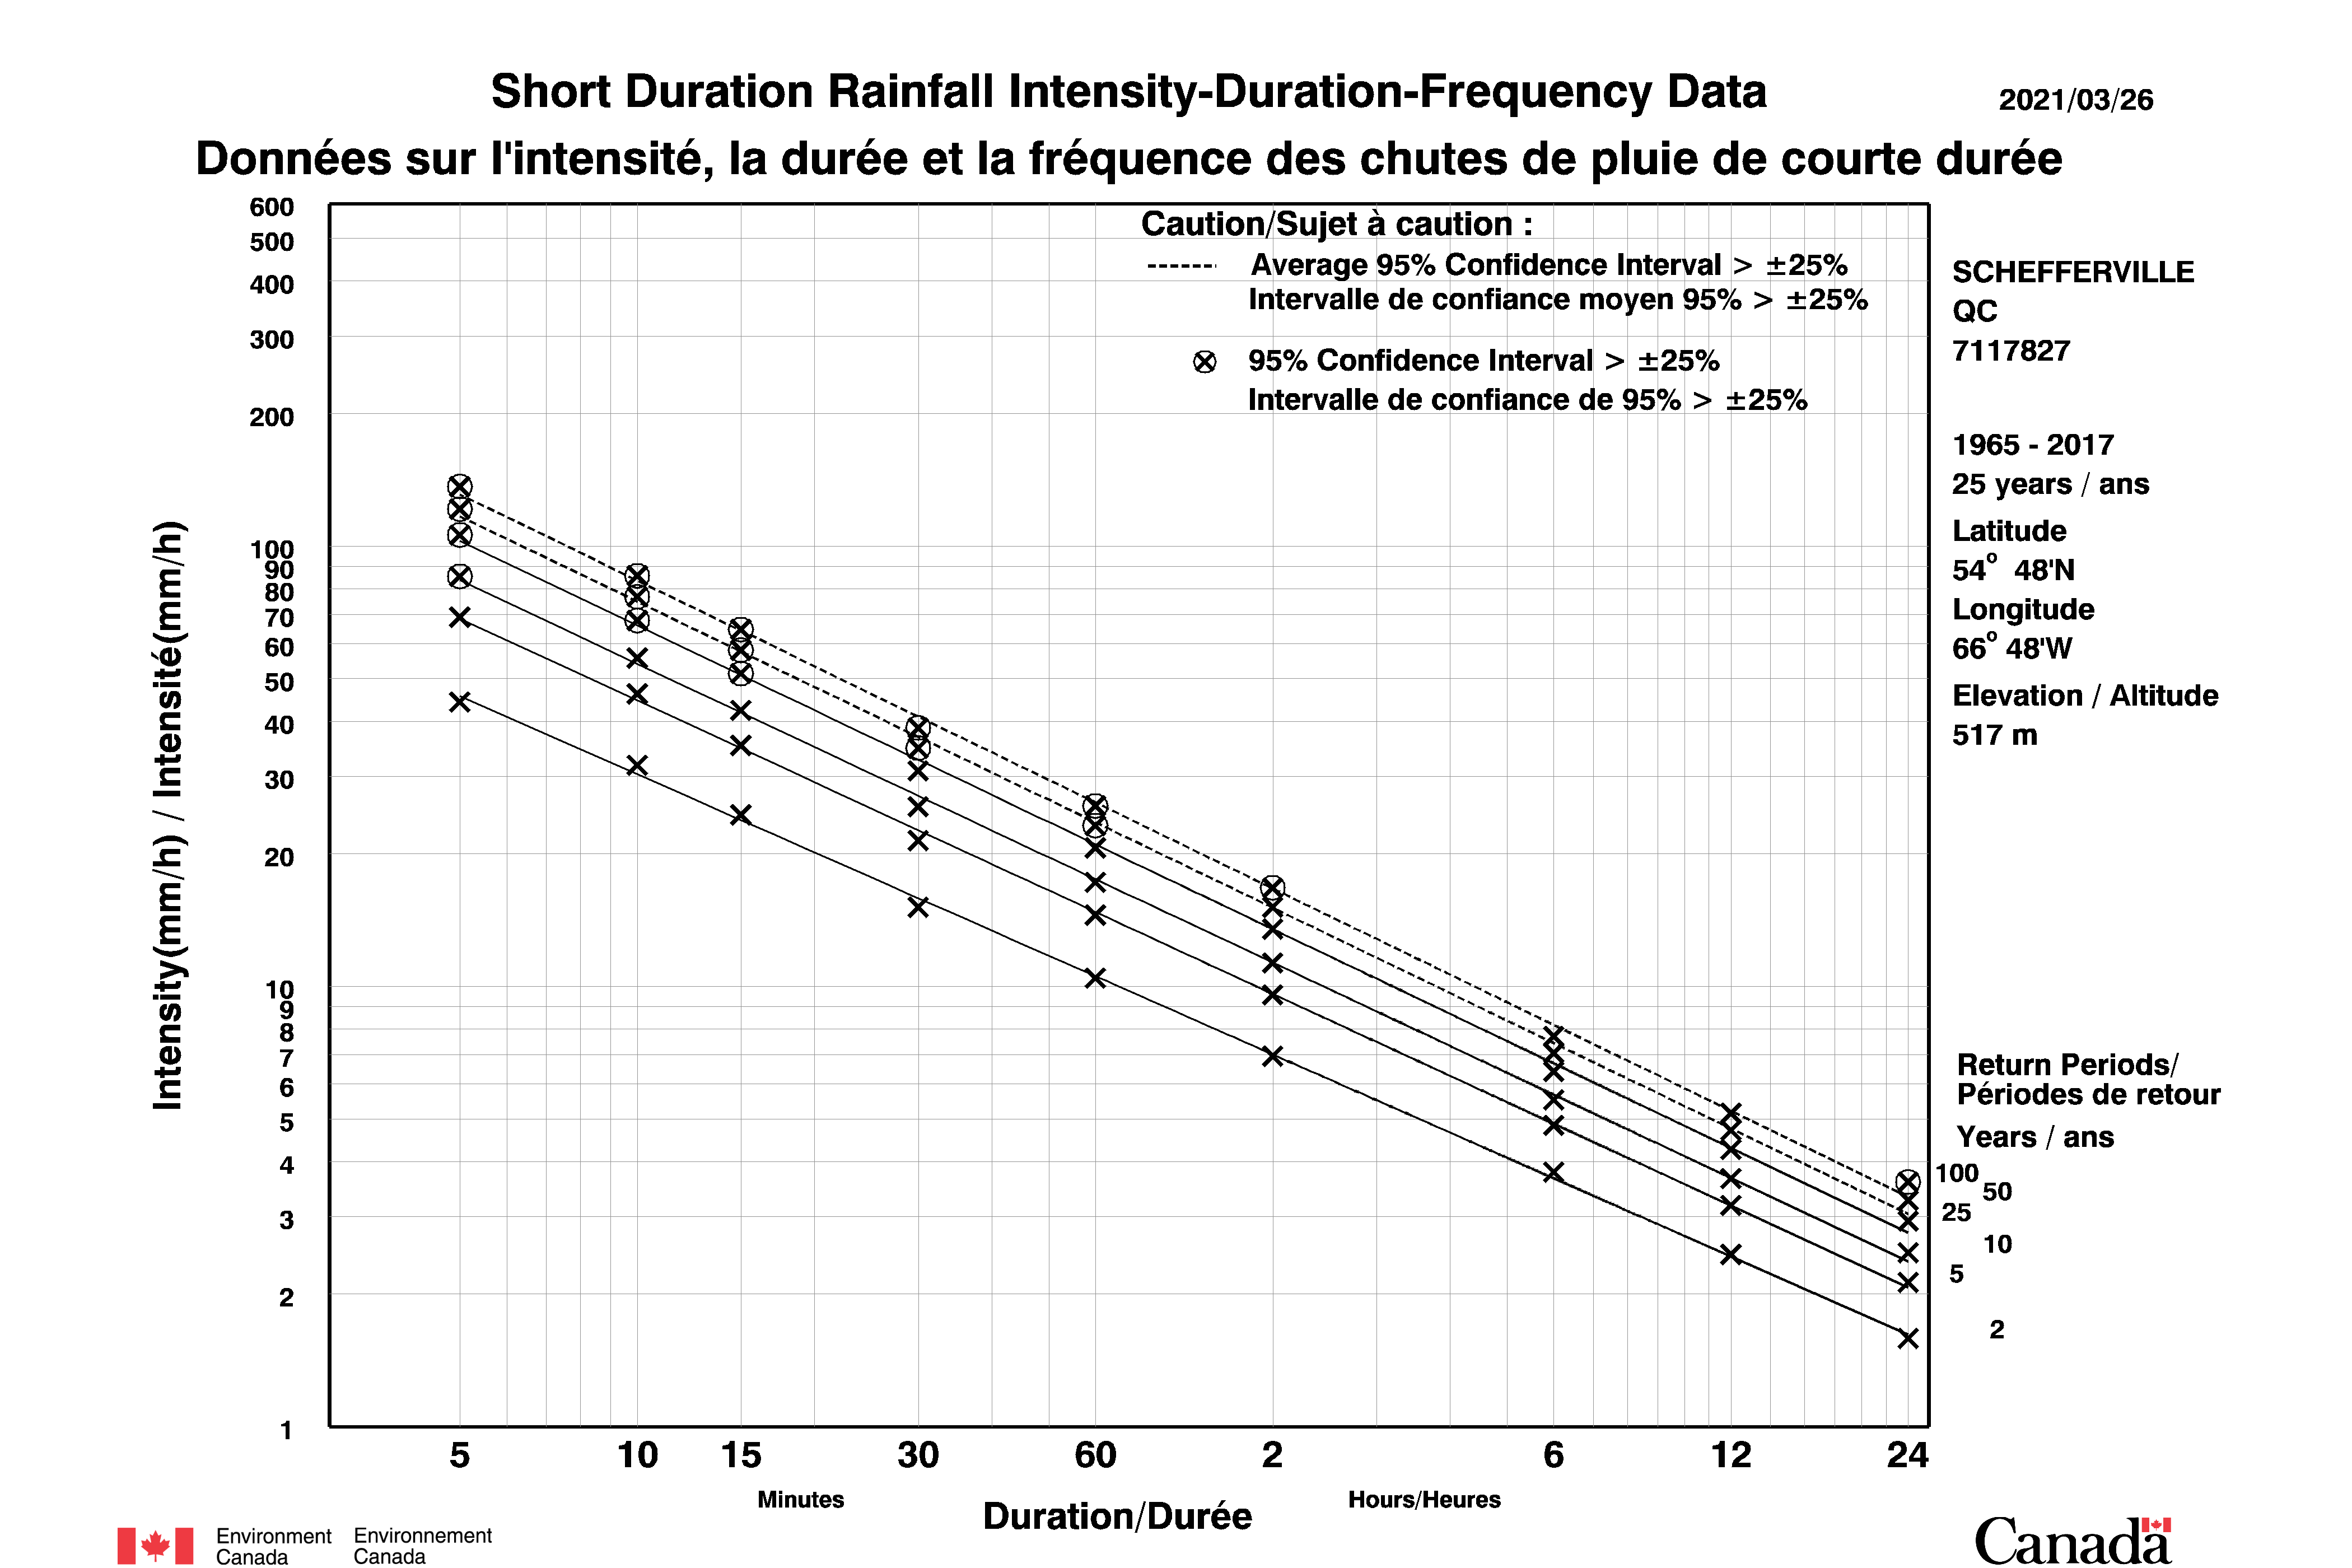 Short Duration Rainfall Intensity-Duration-Frequency Data
2021/03/26
Données sur l'intensité, la durée et la fréquence des chutes de pluie de courte durée
Caution/Sujet à caution :
Average 95% Confidence Interval > ±25%
Intervalle de confiance moyen 95% > ±25%
95% Confidence Interval > ±25%
Intervalle de confiance de 95% > ±25%
SCHEFFERVILLE
QC
7117827
1965 - 2017
25 years / ans
Latitude
54° 48'N
Longitude
66° 48'W
Elevation / Altitude
517 m
Return Periods/
Périodes de retour
Years / ans
100
50
25
10
5
2
Intensity(mm/h) / Intensité(mm/h)
600
500
400
300
200
100
90
80
70
60
50
40
30
20
10
9
8
7
6
5
4
3
2
1
5 10 15 30 60 2 6 12 24
Minutes
Hours/Heures
Duration/Durée
Environment
Canada
Environnement
Canada
Canada